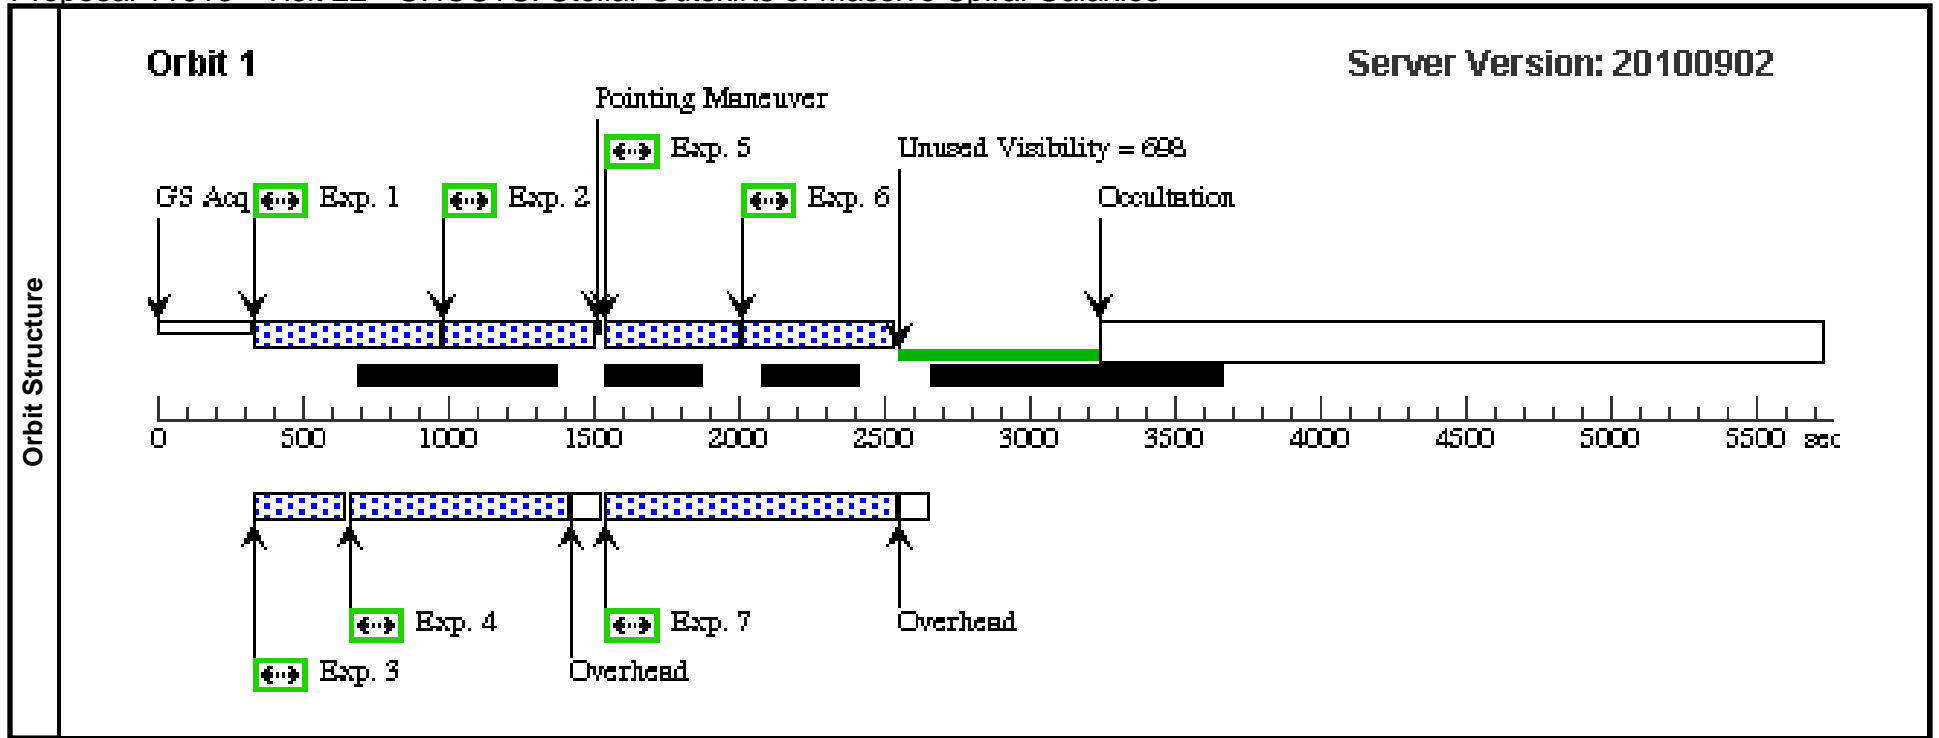 Orbit 1
Server Version: 20100902
Pointing Maneuver
Exp. 5
Unused Visibility = 698
GS Acq
Exp. 1
Exp. 2
Exp. 6
Occultation
Orbit Structure
0 500 1000 1500 2000 2500 3000 3500 4000 4500 5000 5500 sec
Exp. 4
Exp. 7
Overhead
Exp. 3
Overhead